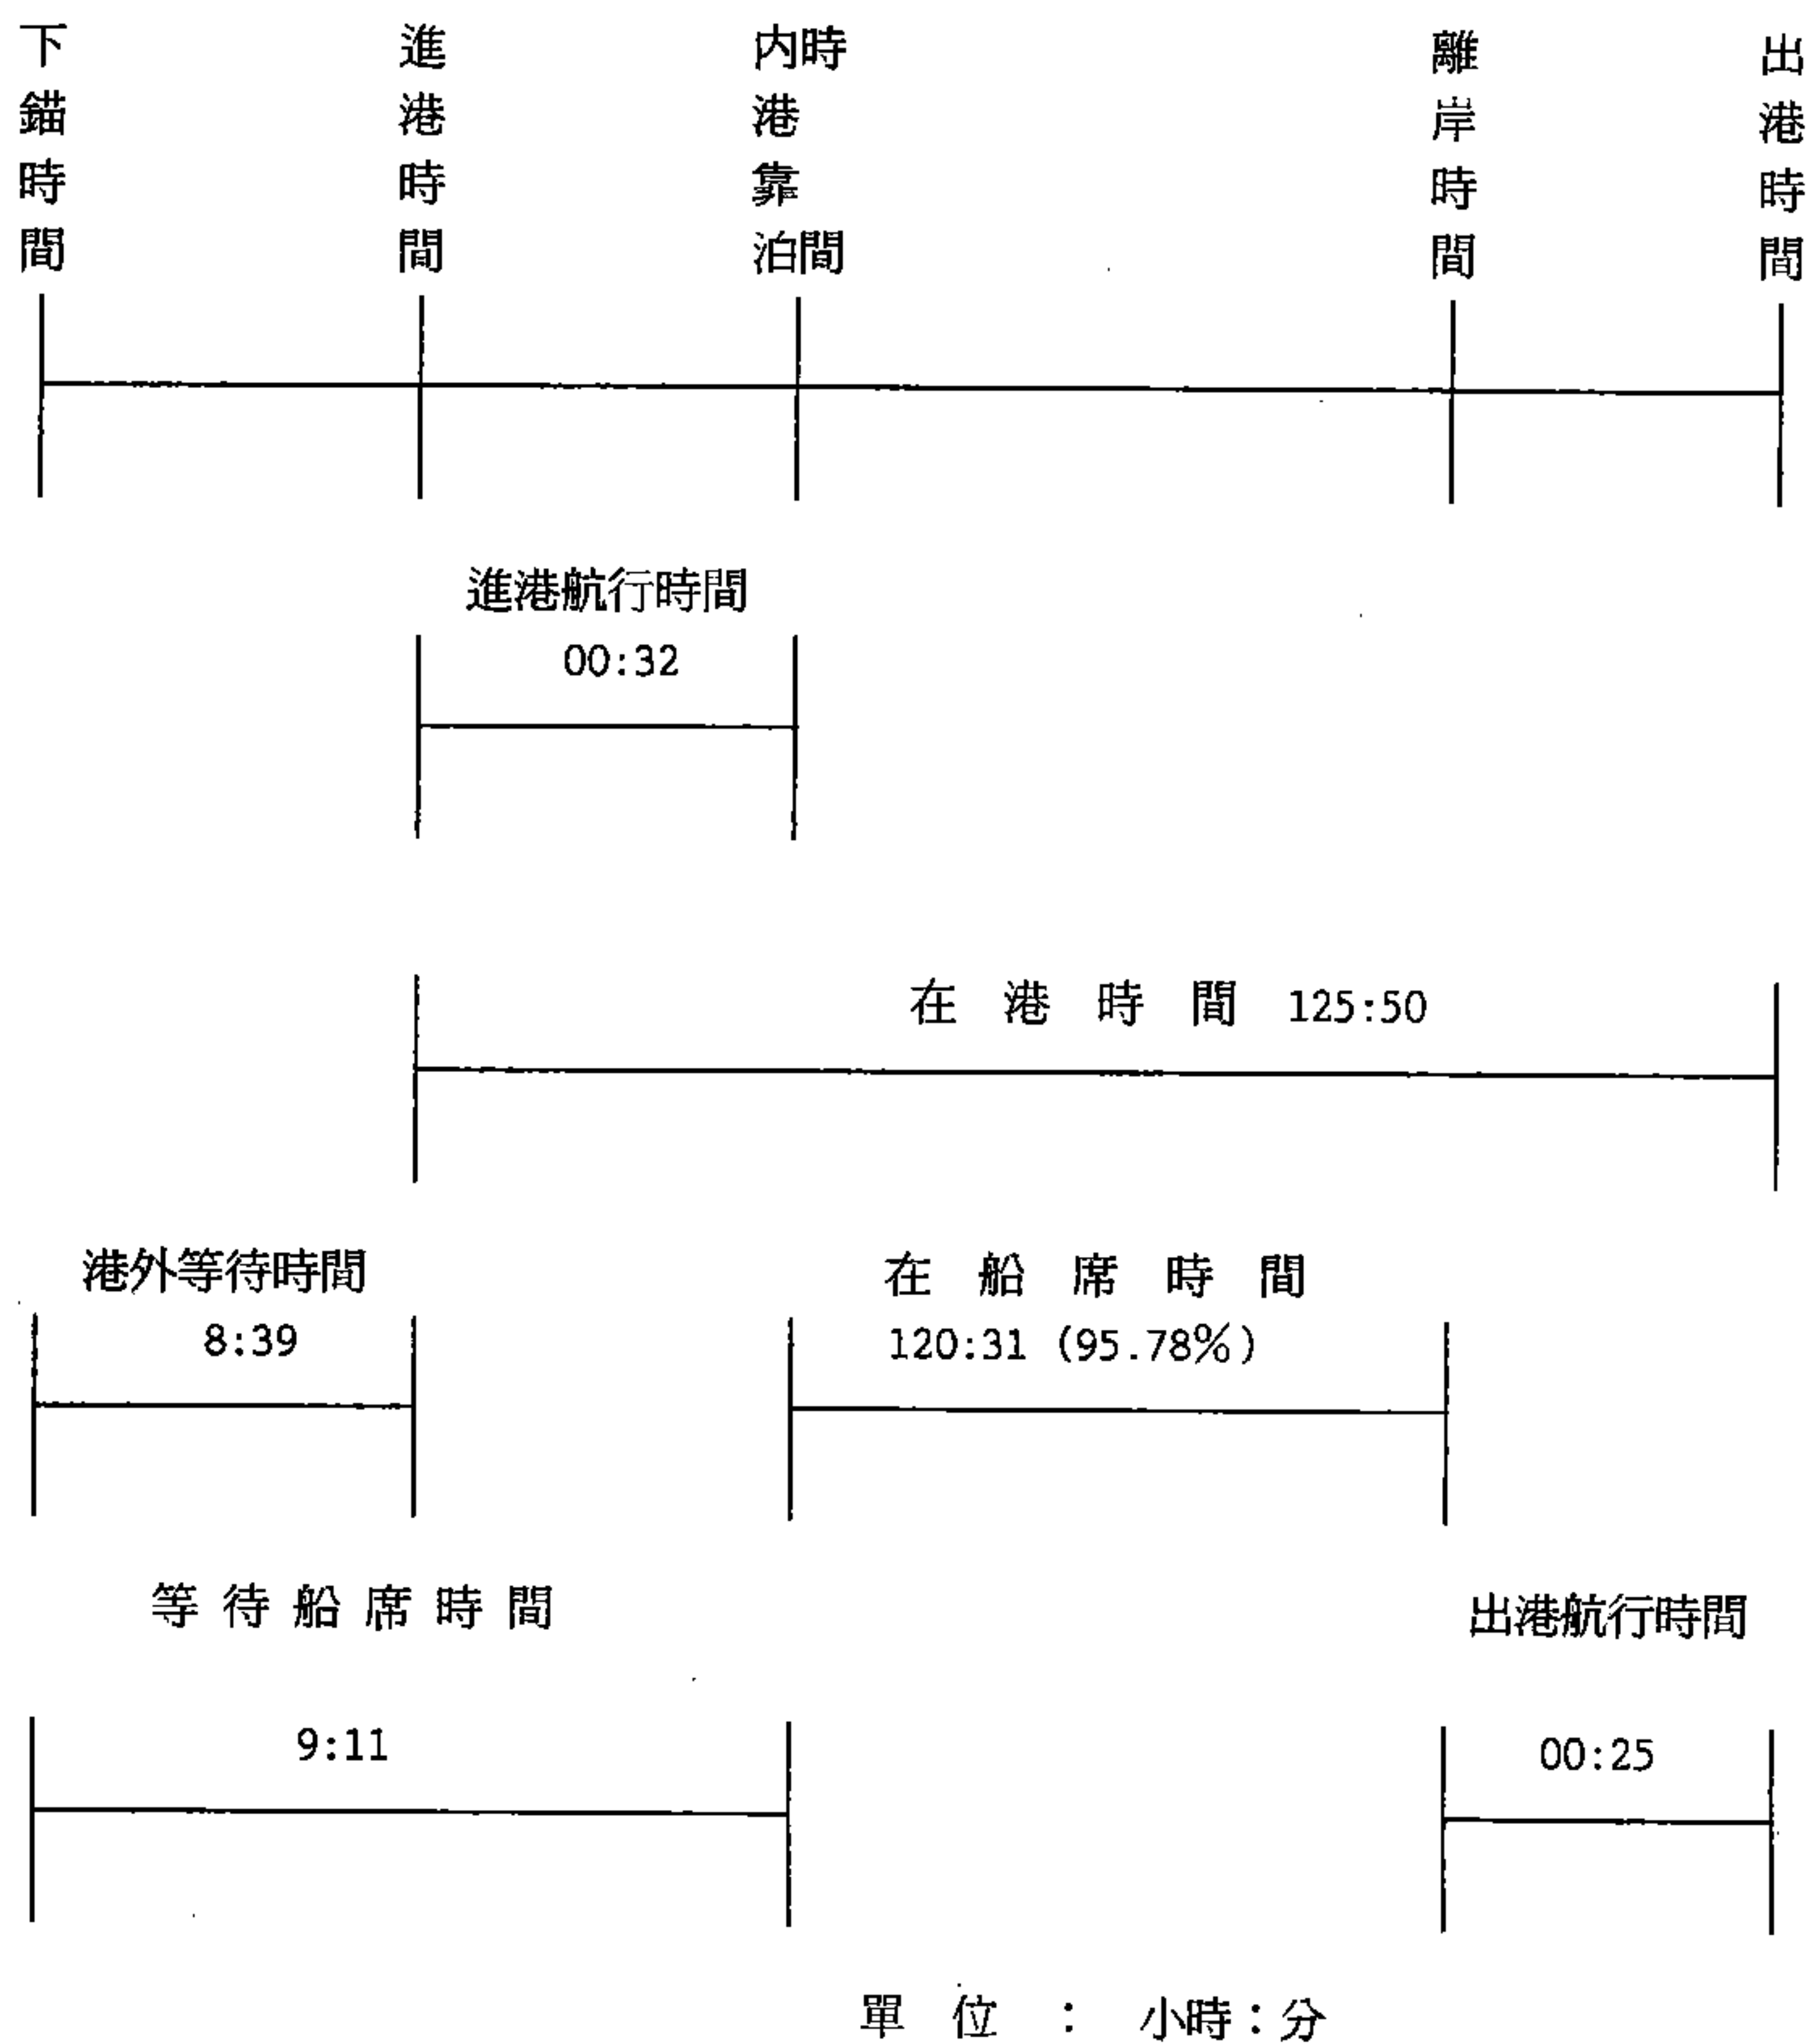 下錨時間
進港時間
內港靠泊時間
離岸時間
出港時間
進港航行時間
00:32
在港時間 125:50
港外等待時間
8:39
在船席時間
120:31 (95.78%)
等待船席時間
9:11
出港航行時間
00:25
單位:小時:分